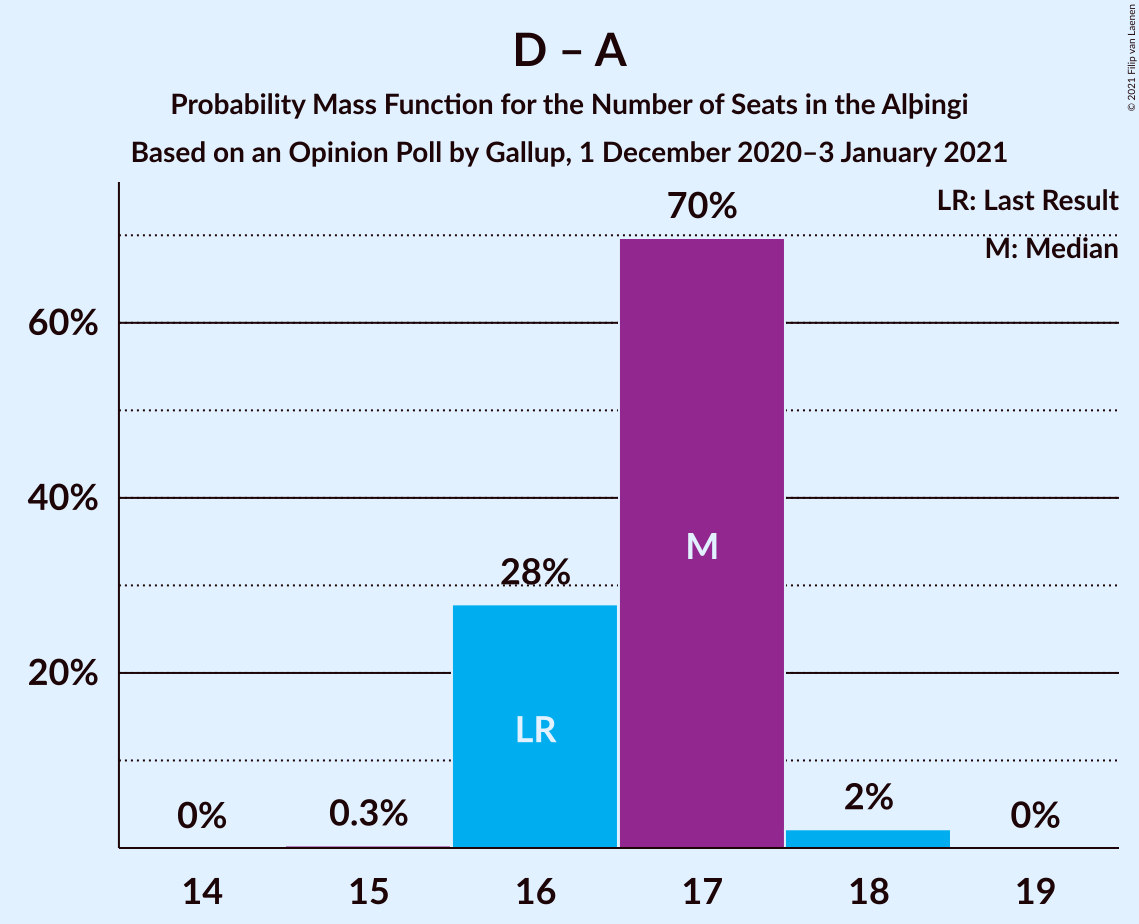 D – A
Probability Mass Function for the Number of Seats in the Alþingi
Based on an Opinion Poll by Gallup, 1 December 2020–3 January 2021
© 2021 Filip van Laenen
LR: Last Result
M: Median
70%
60%
40%
28%
20%
M
LR
0%
0.3%
2%
0%
14 15 16 17 18 19